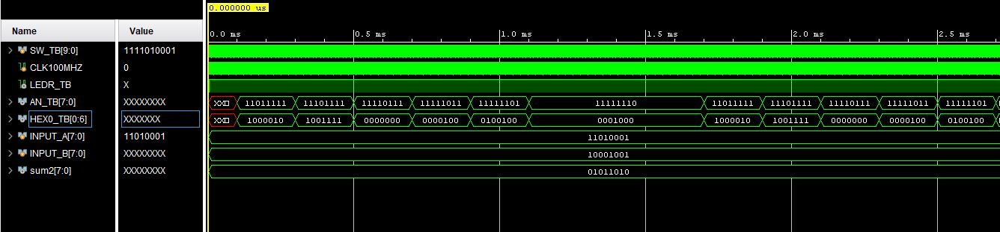 0.000000 us
Name Value
0.0 ms 0.5 ms 1.0 ms 1.5 ms 2.0 ms 2.5 ms
SW_TB[9:0] 1111010001
CLK100MHZ 0
LEDR_TB X
AN_TB[7:0] XXXXXXXX 11011111 11101111 11110111 11111011 11111101 11111110 11011111 11101111 11110111 11111011 11111101
HEX0_TB[0:6] XXXXXXX 1000010 1001111 0000000 0000100 0100100 0001000 1000010 1001111 0000000 0000100 0100100
INPUT_A[7:0] 11010001 11010001
INPUT_B[7:0] XXXXXXXX 10001001
sum2[7:0] XXXXXXXX 01011010